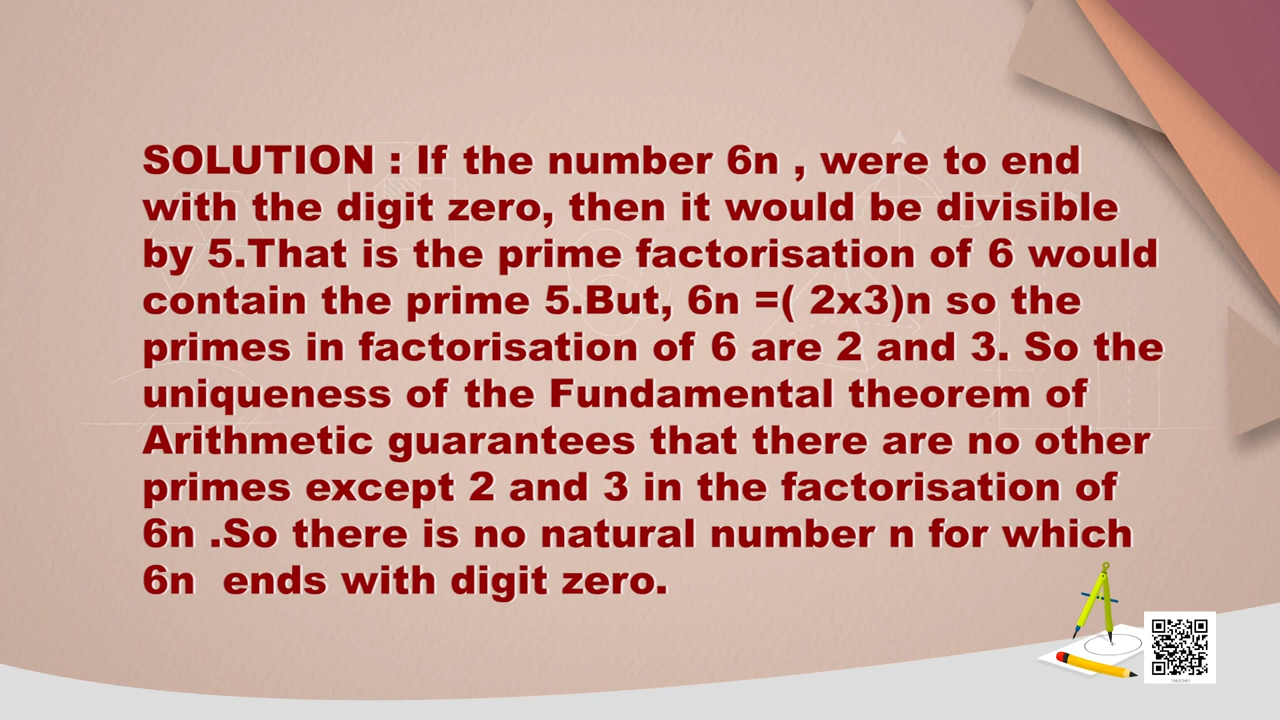 SOLUTION : If the number 6n , were to end
with the digit zero, then it would be divisible
by 5.That is the prime factorisation of 6 would
contain the prime 5.But, 6n =( 2x3)n so the
primes in factorisation of 6 are 2 and 3. So the
uniqueness of the Fundamental theorem of
Arithmetic guarantees that there are no other
primes except 2 and 3 in the factorisation of
6n .So there is no natural number n for which
6n  ends with digit zero.